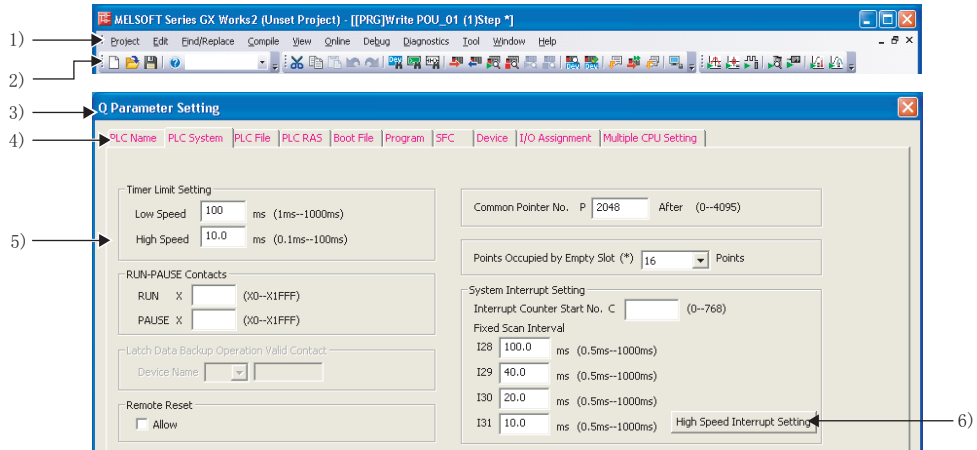 MELSOFT Series GX Works2 (Unset Project) - [[PRG]Write POU_01 (1)Step *]
1)
Project Edit Find/Replace Compile View Online Debug Diagnostics Tool Window Help
2)
3)
Q Parameter Setting
4)
PLC Name PLC System PLC File PLC RAS Boot File Program SFC Device I/O Assignment Multiple CPU Setting
5)
Timer Limit Setting
Low Speed 100 ms (1ms--1000ms)
High Speed 10.0 ms (0.1ms--100ms)
RUN-PAUSE Contacts
RUN X (X0--X1FFF)
PAUSE X (X0--X1FFF)
Latch Data Backup Operation Valid Contact
Device Name
Remote Reset
Allow
Common Pointer No. P 2048 After (0--4095)
Points Occupied by Empty Slot (*) 16 Points
System Interrupt Setting
Interrupt Counter Start No. C (0--768)
Fixed Scan Interval
I28 100.0 ms (0.5ms--1000ms)
I29 40.0 ms (0.5ms--1000ms)
I30 20.0 ms (0.5ms--1000ms)
I31 10.0 ms (0.5ms--1000ms)
High Speed Interrupt Setting
6)